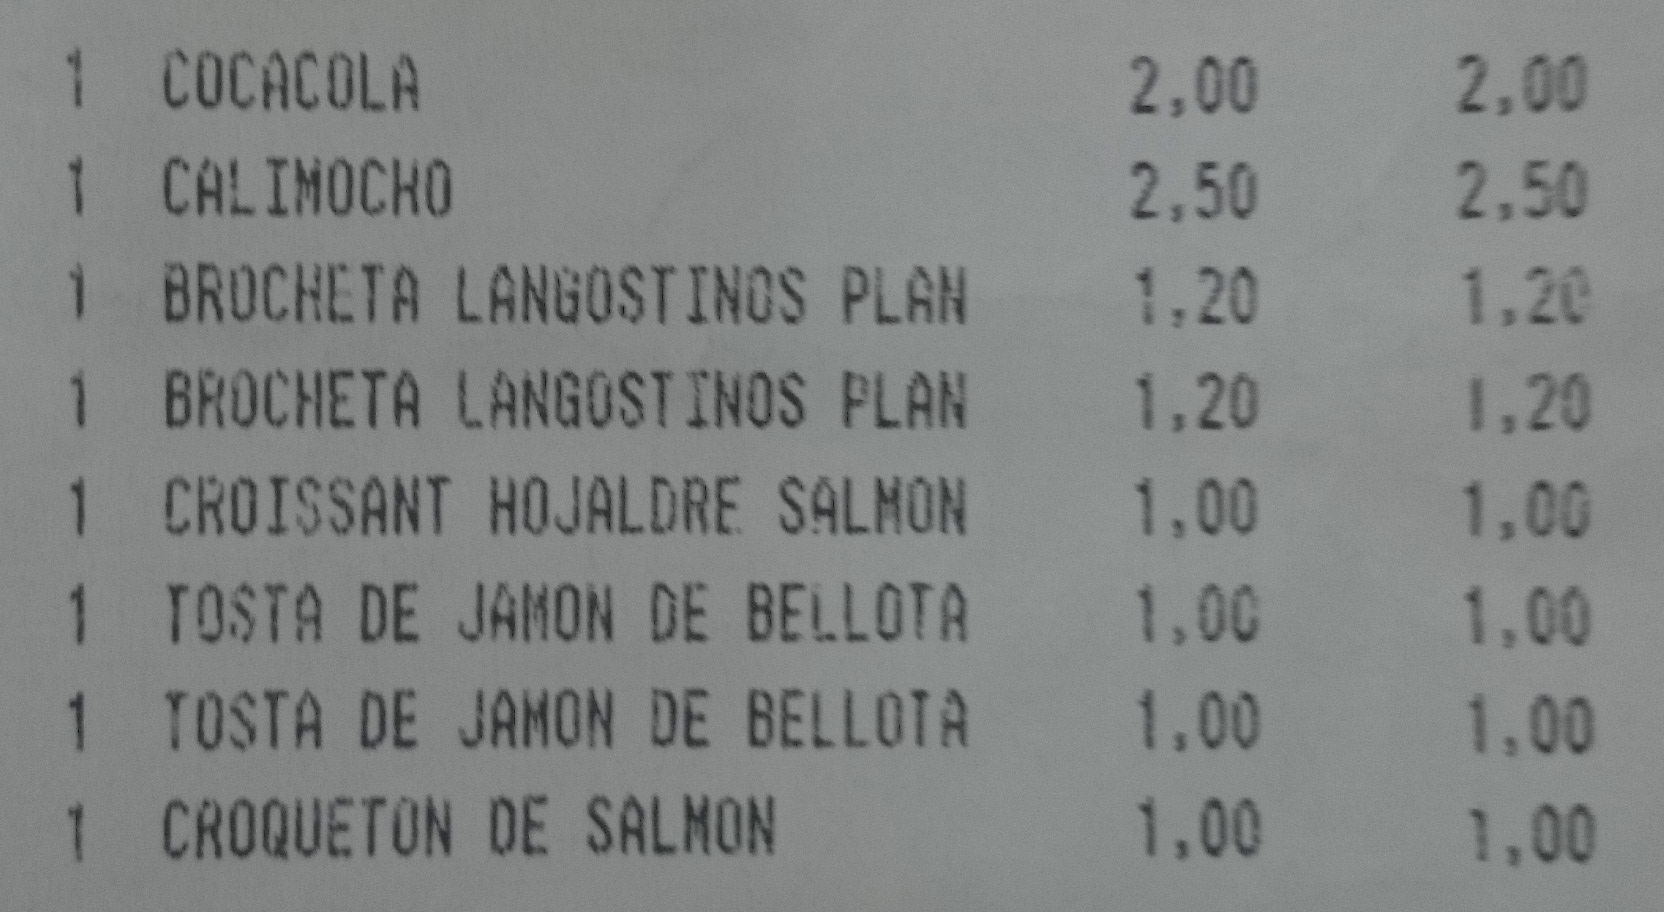 1 COCACOLA 2,00 2,00
1 CALIMOCHO 2,50 2,50
1 BROCHETA LANGOSTINOS PLAN 1,20 1,20
1 BROCHETA LANGOSTINOS PLAN 1,20 1,20
1 CROISSANT HOJALDRE SALMON 1,00 1,00
1 TOSTA DE JAMON DE BELLOTA 1,00 1,00
1 TOSTA DE JAMON DE BELLOTA 1,00 1,00
1 CROQUETON DE SALMON 1,00 1,00